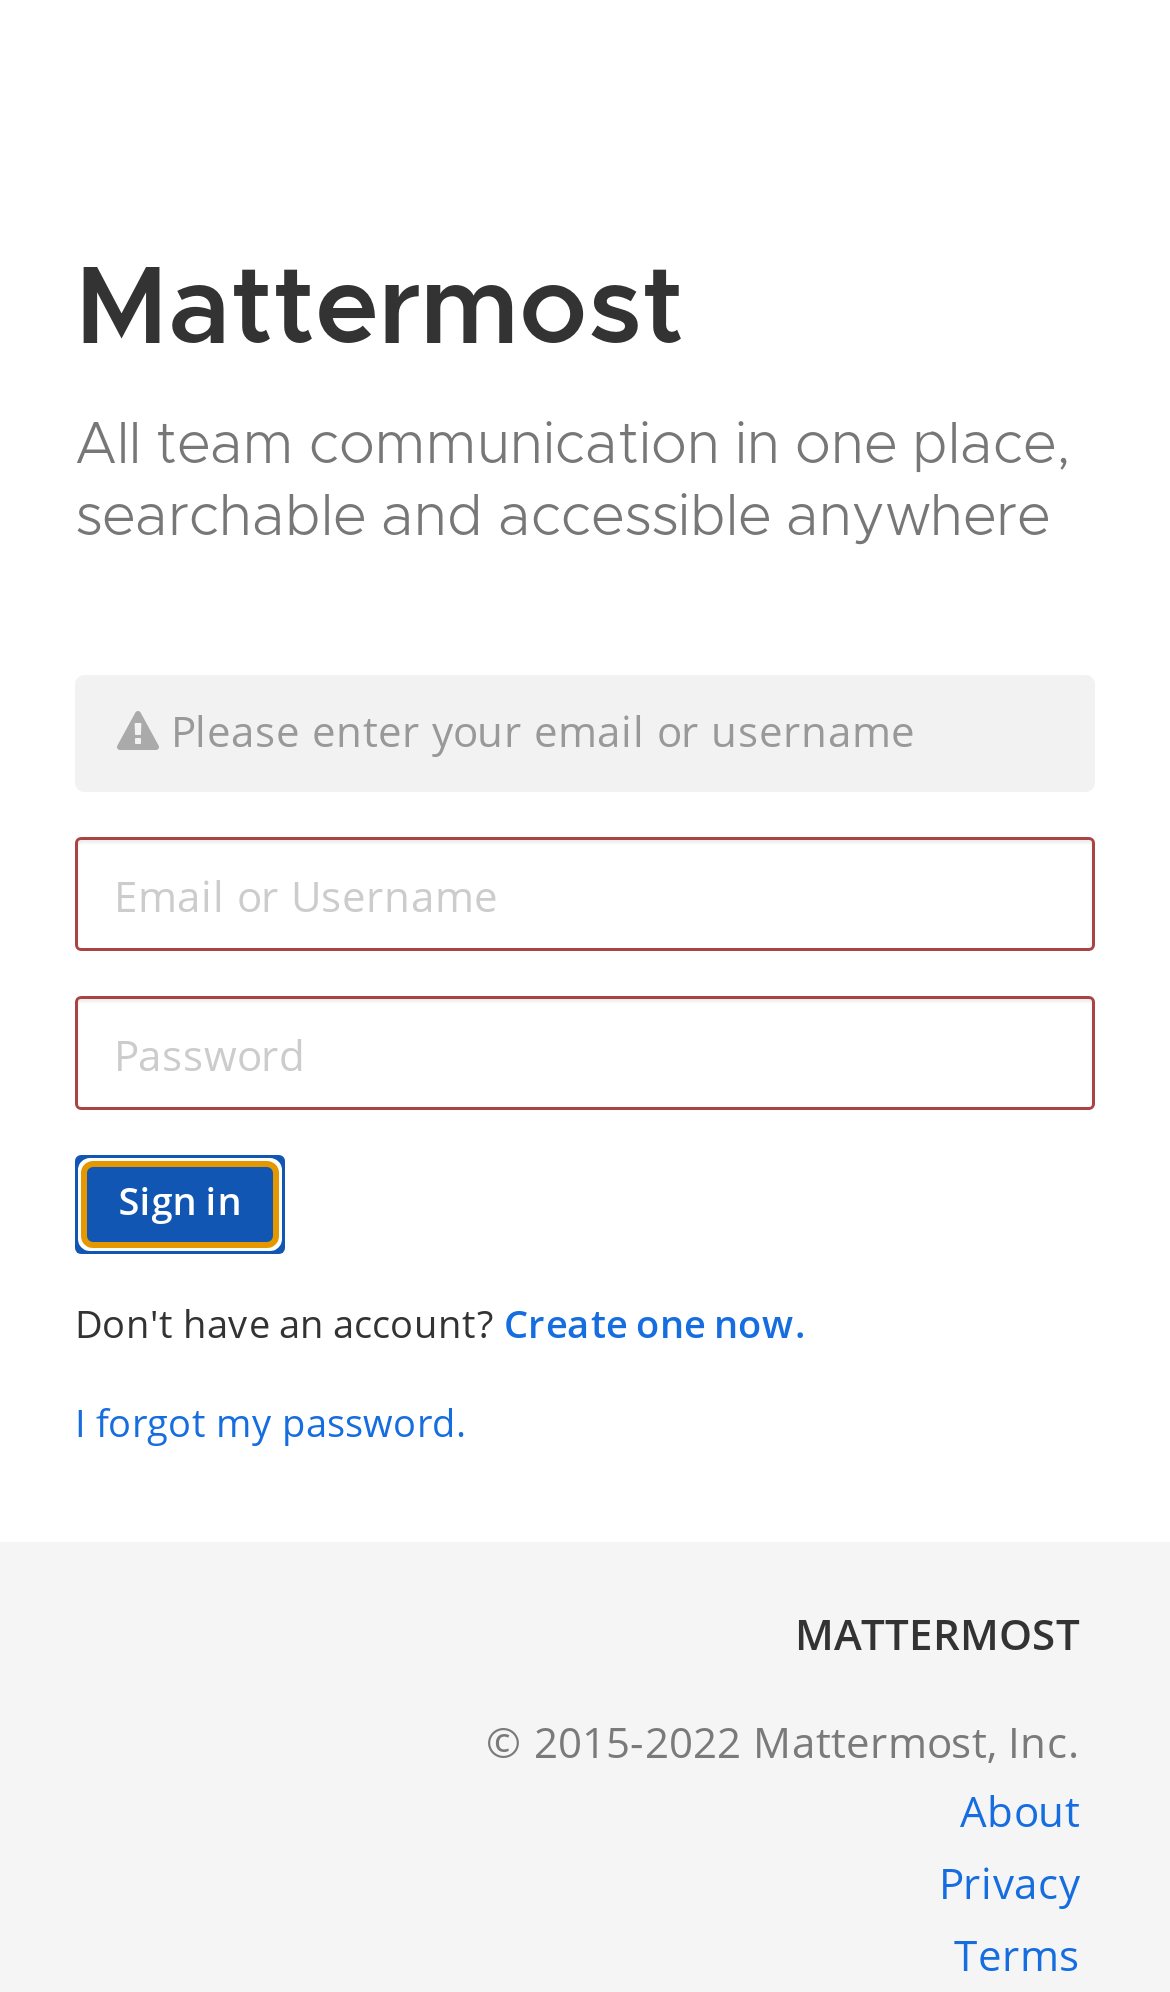 Mattermost
All team communication in one place,
searchable and accessible anywhere
Please enter your email or username
Email or Username
Password
Sign in
Don't have an account? Create one now.
I forgot my password.
MATTERMOST
© 2015-2022 Mattermost, Inc.
About
Privacy
Terms